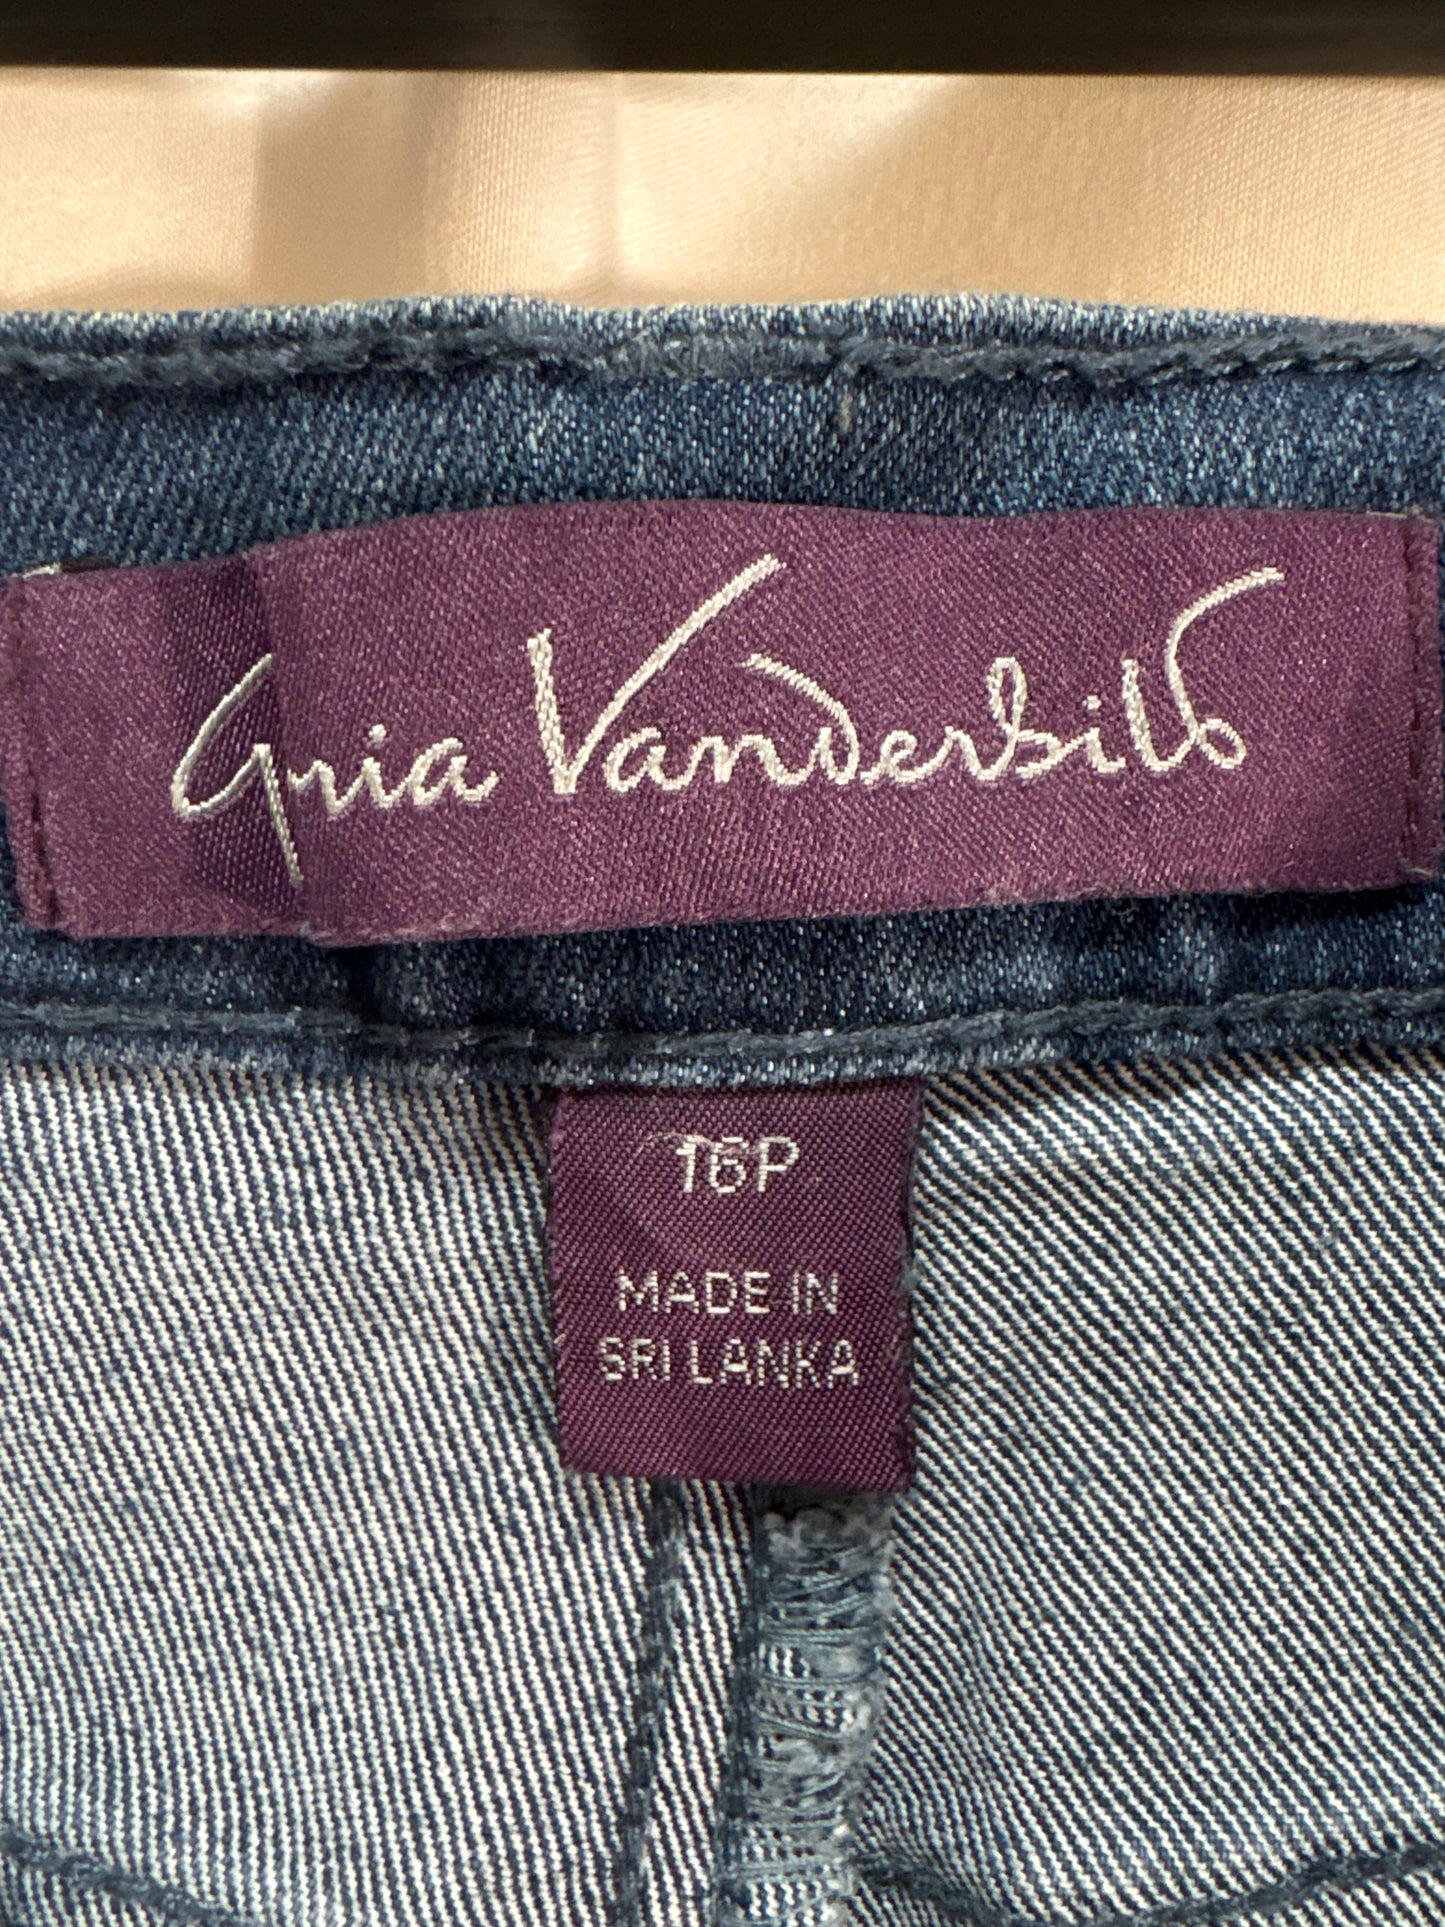 Gloria Vanderbilt
16P
MADE IN
SRI LANKA